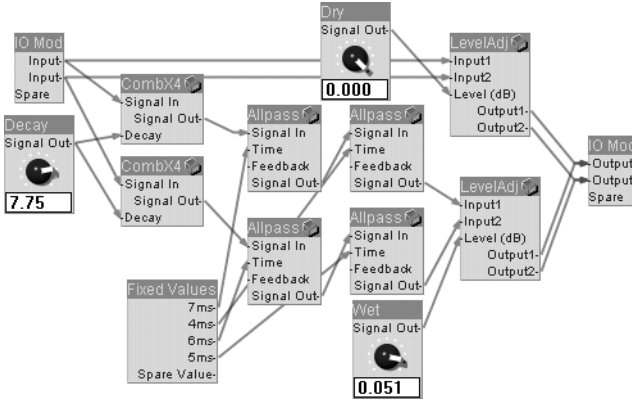 IO Mod
Input
Input
Spare
Decay
Signal Out
7.75
CombX4
Signal In
Signal Out
Decay
CombX4
Signal In
Signal Out
Decay
Fixed Values
7ms
4ms
6ms
5ms
Spare Value
Allpass
Signal In
Time
Feedback
Signal Out
Allpass
Signal In
Time
Feedback
Signal Out
Dry
Signal Out
0.000
Allpass
Signal In
Time
Feedback
Signal Out
Allpass
Signal In
Time
Feedback
Signal Out
Wet
Signal Out
0.051
LevelAdj
Input1
Input2
Level (dB)
Output1
Output2
LevelAdj
Input1
Input2
Level (dB)
Output1
Output2
IO Mod
Output
Output
Spare